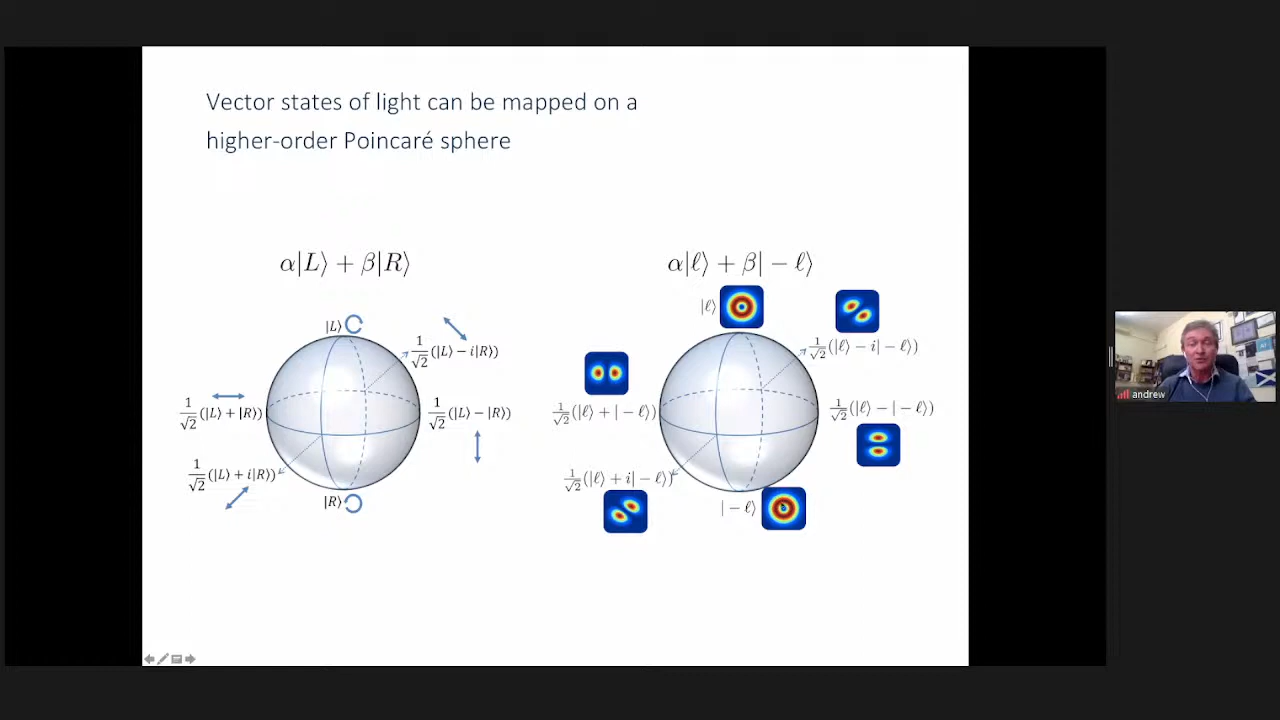 Vector states of light can be mapped on a
higher-order Poincaré sphere
α|L⟩ + β|R⟩
α|ℓ⟩ + β| − ℓ⟩
|L⟩
1/√2 (|L⟩ − i|R⟩)
1/√2 (|L⟩ + |R⟩)
1/√2 (|L⟩ − |R⟩)
1/√2 (|L⟩ + i|R⟩)
|R⟩
|ℓ⟩
1/√2 (|ℓ⟩ − i| − ℓ⟩)
1/√2 (|ℓ⟩ + | − ℓ⟩)
1/√2 (|ℓ⟩ − | − ℓ⟩)
1/√2 (|ℓ⟩ + i| − ℓ⟩)
| − ℓ⟩
andrew